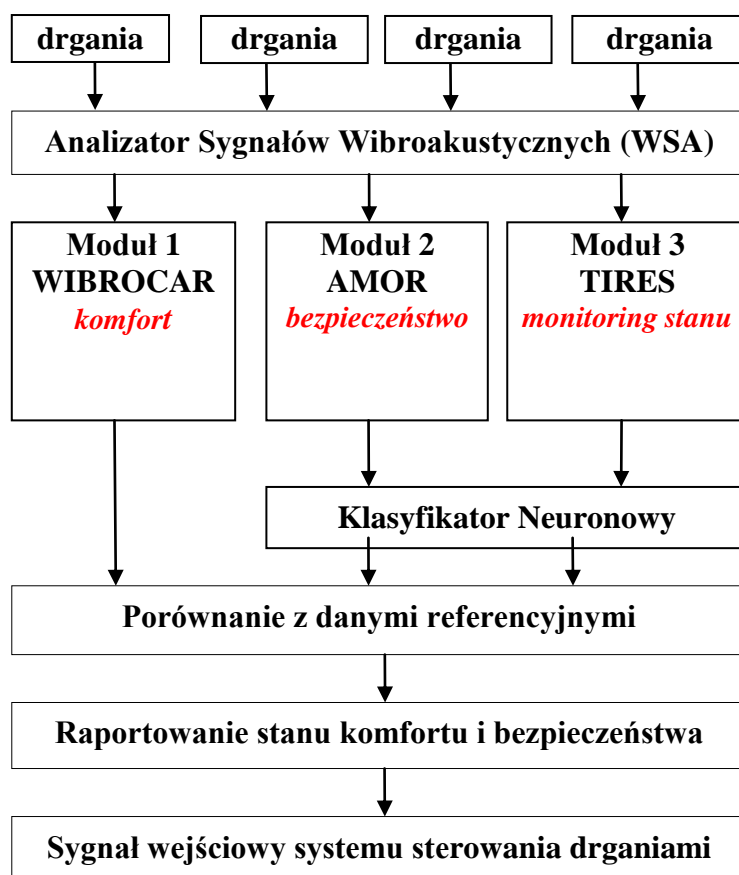 drgania
drgania
drgania
drgania
Analizator Sygnałów Wibroakustycznych (WSA)
Moduł 1
WIBROCAR
komfort
Moduł 2
AMOR
bezpieczeństwo
Moduł 3
TIRES
monitoring stanu
Klasyfikator Neuronowy
Porównanie z danymi referencyjnymi
Raportowanie stanu komfortu i bezpieczeństwa
Sygnał wejściowy systemu sterowania drganiami